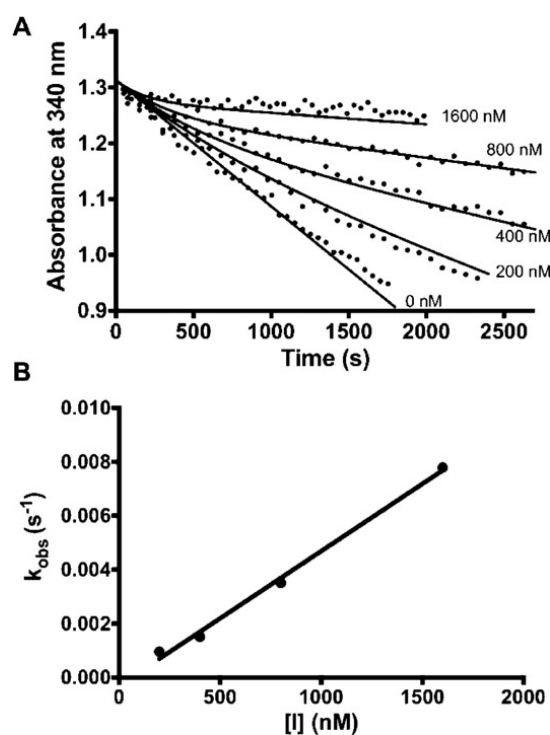 A
Absorbance at 340 nm
1.4
1.3
1.2
1.1
1.0
0.9
1600 nM
800 nM
400 nM
200 nM
0 nM
0
500
1000
1500
2000
2500
Time (s)
B
k_obs (s⁻¹)
0.010
0.008
0.006
0.004
0.002
0.000
0
500
1000
1500
2000
[I] (nM)